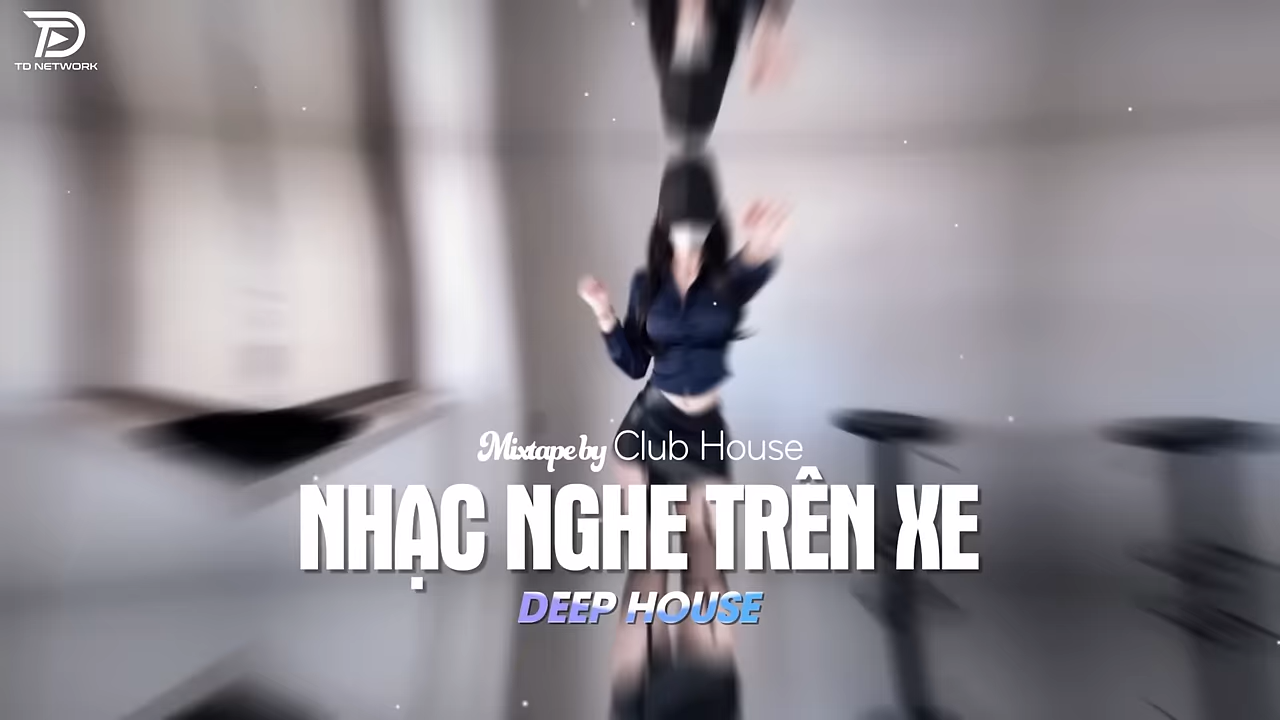 TD NETWORK
Mixtape by Club House
NHẠC NGHE TRÊN XE
DEEP HOUSE